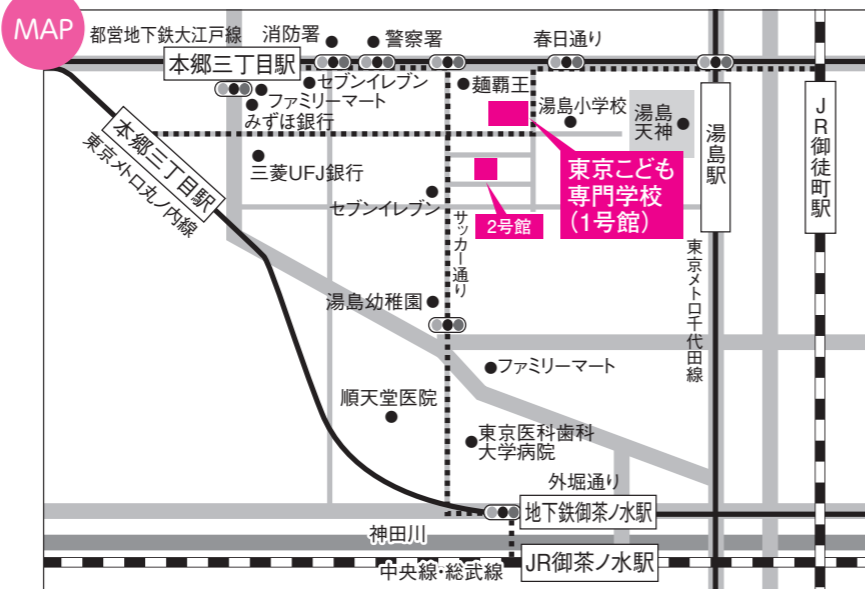 MAP
都営地下鉄大江戸線
消防署
警察署
春日通り
本郷三丁目駅
セブンイレブン
ファミリーマート
みずほ銀行
麺覇王
湯島小学校
湯島
天神
湯島駅
JR御徒町駅
本郷三丁目駅
東京メトロ丸ノ内線
三菱UFJ銀行
東京こども
専門学校
(1号館)
セブンイレブン
2号館
サッカー通り
東京メトロ千代田線
湯島幼稚園
ファミリーマート
順天堂医院
東京医科歯科
大学病院
外堀通り
地下鉄御茶ノ水駅
神田川
中央線・総武線
JR御茶ノ水駅